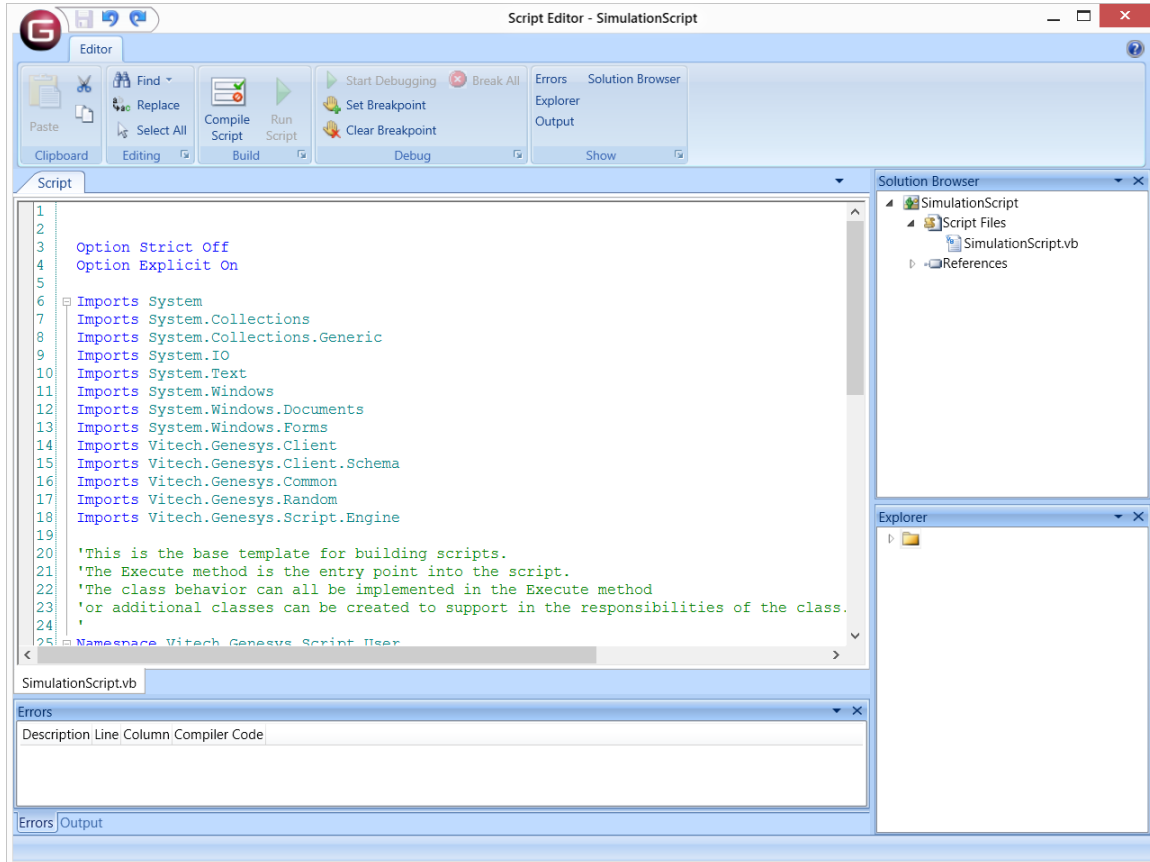 Script Editor - SimulationScript
G
Editor
Paste
Clipboard
Find
Replace
Select All
Editing
Compile Script
Run Script
Build
Start Debugging
Break All
Set Breakpoint
Clear Breakpoint
Debug
Errors Solution Browser
Explorer
Output
Show
Script
1
2
3 Option Strict Off
4 Option Explicit On
5
6 Imports System
7 Imports System.Collections
8 Imports System.Collections.Generic
9 Imports System.IO
10 Imports System.Text
11 Imports System.Windows
12 Imports System.Windows.Documents
13 Imports System.Windows.Forms
14 Imports Vitech.Genesys.Client
15 Imports Vitech.Genesys.Client.Schema
16 Imports Vitech.Genesys.Common
17 Imports Vitech.Genesys.Random
18 Imports Vitech.Genesys.Script.Engine
19
20 'This is the base template for building scripts.
21 'The Execute method is the entry point into the script.
22 'The class behavior can all be implemented in the Execute method
23 'or additional classes can be created to support in the responsibilities of the class.
24 '
25 Namespace Vitech.Genesys.Script.User
SimulationScript.vb
Errors
Description Line Column Compiler Code
Errors Output
Solution Browser
SimulationScript
Script Files
SimulationScript.vb
References
Explorer